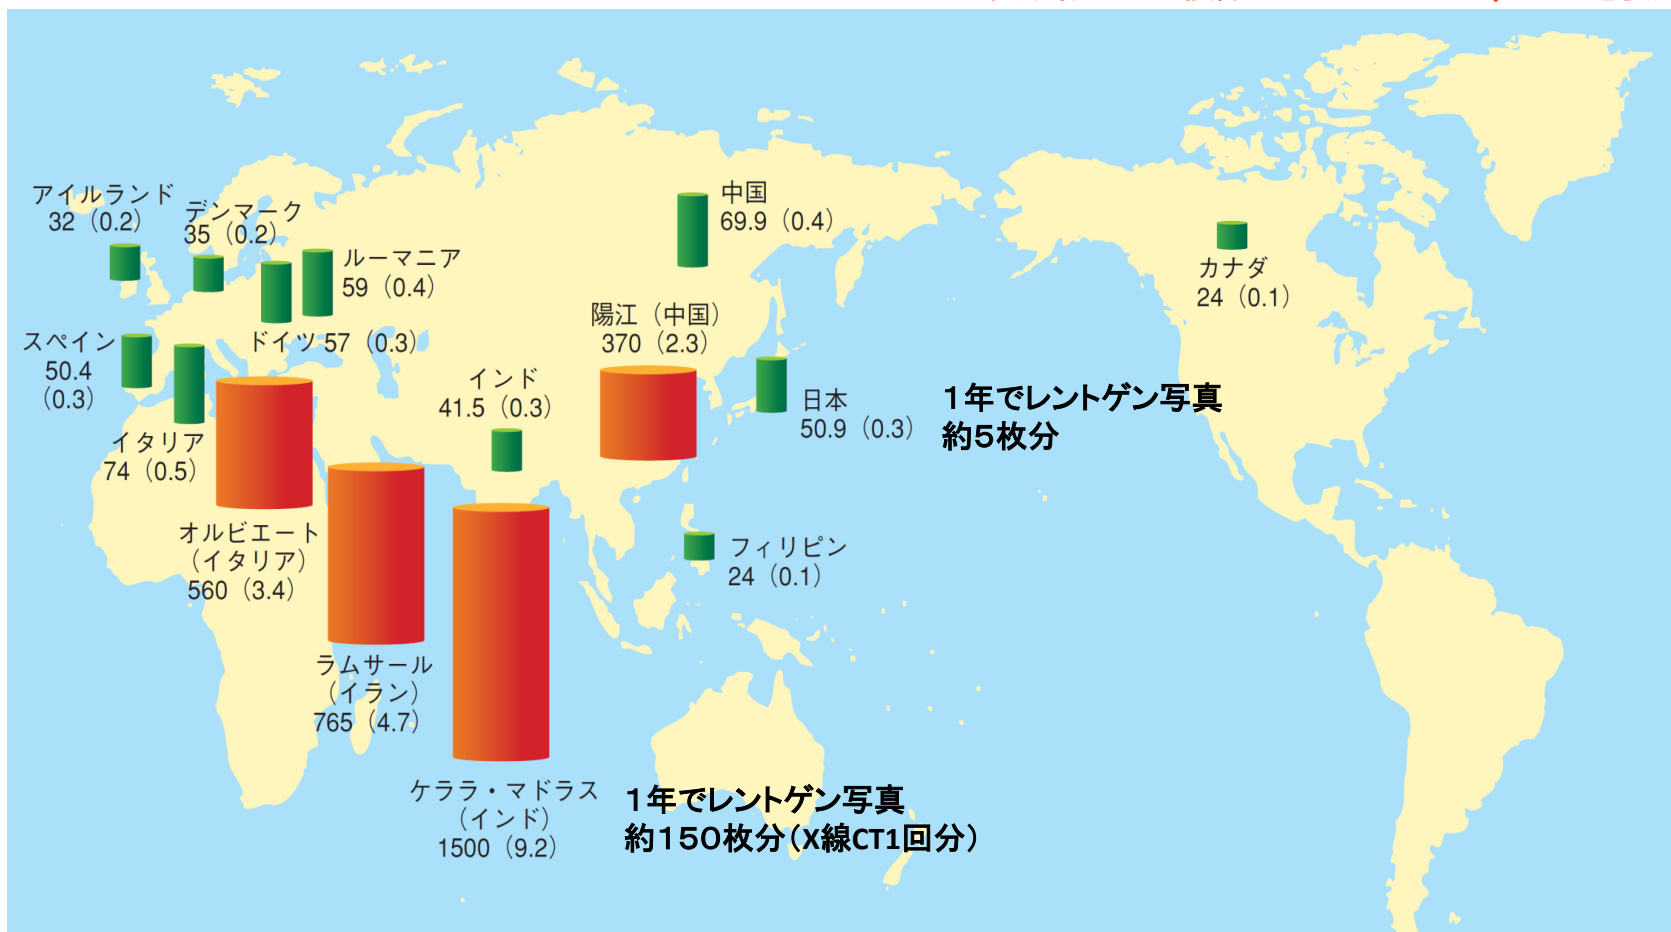 アイルランド
32（0.2）
デンマーク
35（0.2）
ルーマニア
59（0.4）
ドイツ 57（0.3）
スペイン
50.4
（0.3）
イタリア
74（0.5）
オルビエート
（イタリア）
560（3.4）
ラムサール
（イラン）
765（4.7）
インド
41.5（0.3）
ケララ・マドラス
（インド）
1500（9.2）
１年でレントゲン写真
約１５０枚分（X線CT1回分）
中国
69.9（0.4）
陽江（中国）
370（2.3）
日本
50.9（0.3）
１年でレントゲン写真
約５枚分
フィリピン
24（0.1）
カナダ
24（0.1）